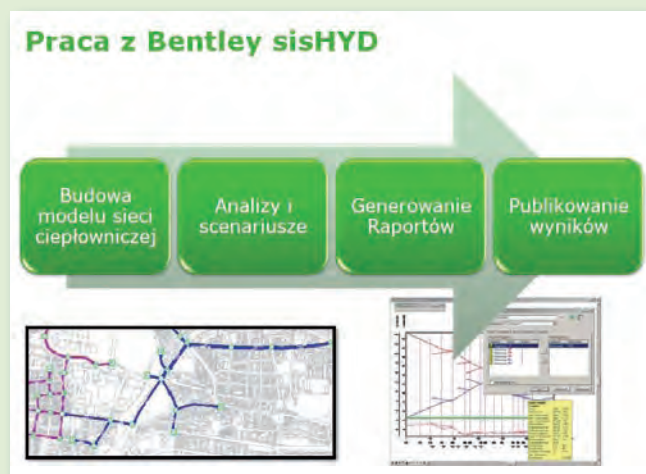 Praca z Bentley sisHYD
Budowa
modelu sieci
ciepłowniczej
Analizy i
scenariusze
Generowanie
Raportów
Publikowanie
wyników